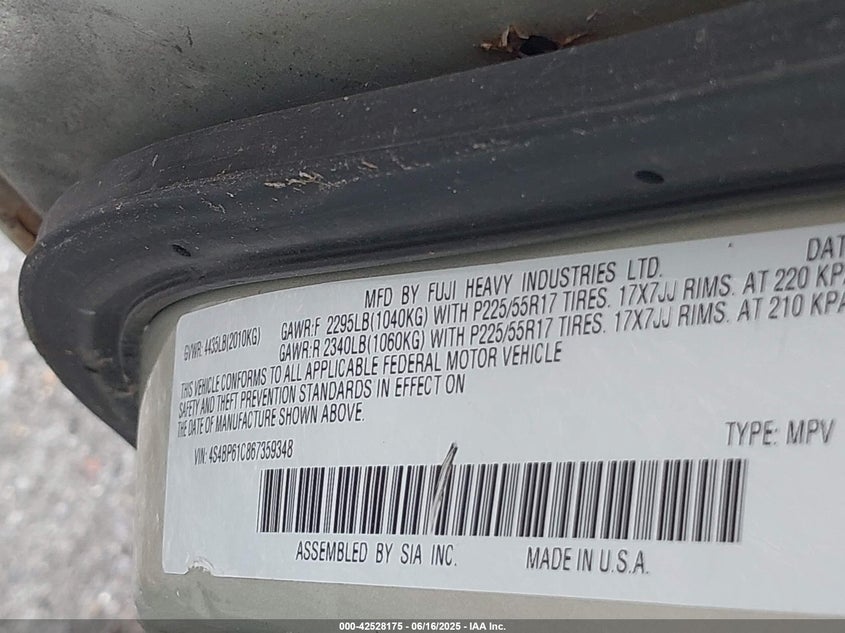 MFD BY FUJI HEAVY INDUSTRIES LTD. DAT
GVWR: 4435LB(2010KG) GAWR:F 2295LB(1040KG) WITH P225/55R17 TIRES. 17X7JJ RIMS. AT 220 KPA
GAWR:R 2340LB(1060KG) WITH P225/55R17 TIRES. 17X7JJ RIMS. AT 210 KPA
THIS VEHICLE CONFORMS TO ALL APPLICABLE FEDERAL MOTOR VEHICLE
SAFETY AND THEFT PREVENTION STANDARDS IN EFFECT ON
THE DATE OF MANUFACTURE SHOWN ABOVE.
VIN: 4S4BP61C867359348 TYPE: MPV
ASSEMBLED BY SIA INC. MADE IN U.S.A.
000-42528175 - 06/16/2025 - IAA Inc.